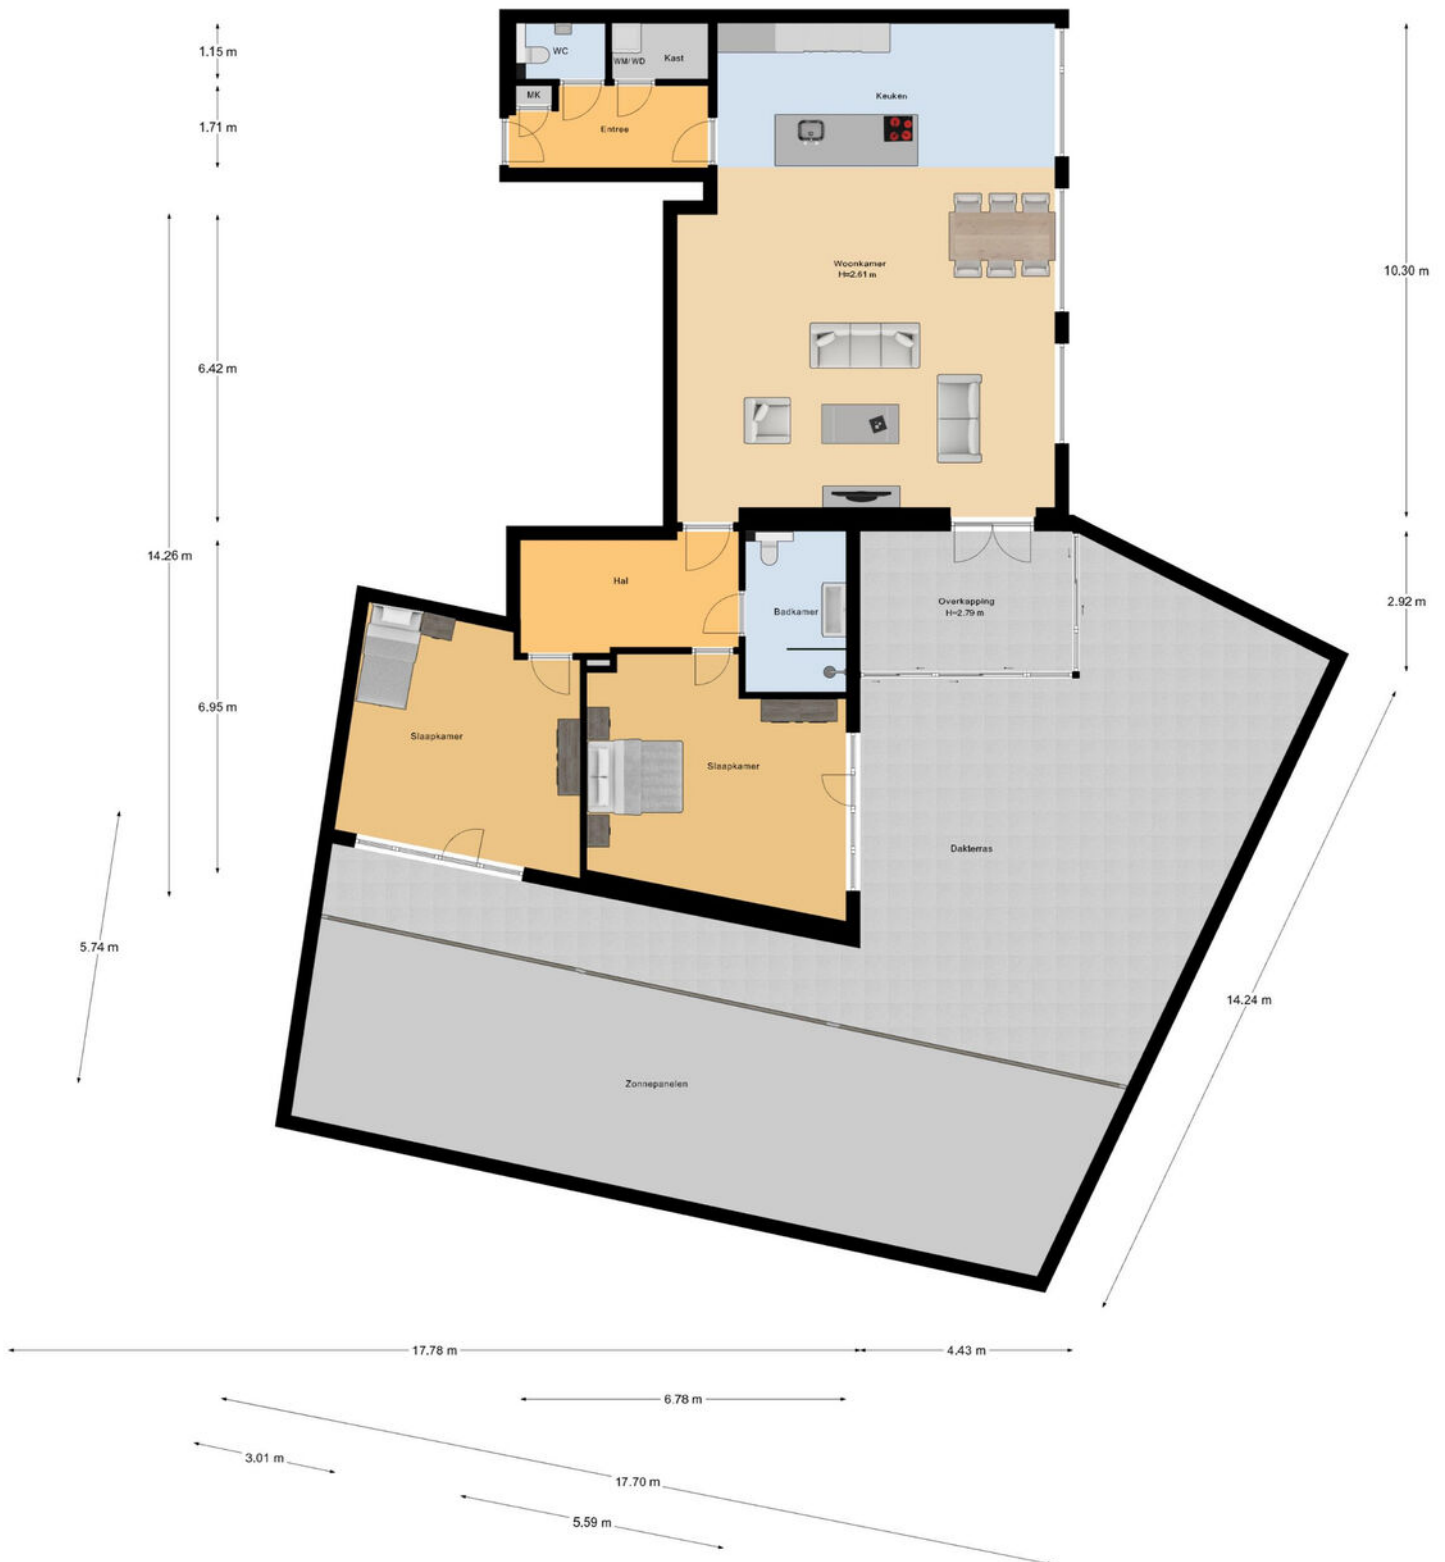 1.15 m
WC
WM/ WD
Kast
MK
Keuken
1.71 m
Entree
Woonkamer
H=2.61 m
10.30 m
6.42 m
14.26 m
Hal
Badkamer
Overkapping
H=2.79 m
2.92 m
6.95 m
Slaapkamer
Slaapkamer
Dakterras
5.74 m
14.24 m
Zonnepanelen
17.78 m
4.43 m
6.78 m
3.01 m
17.70 m
5.59 m